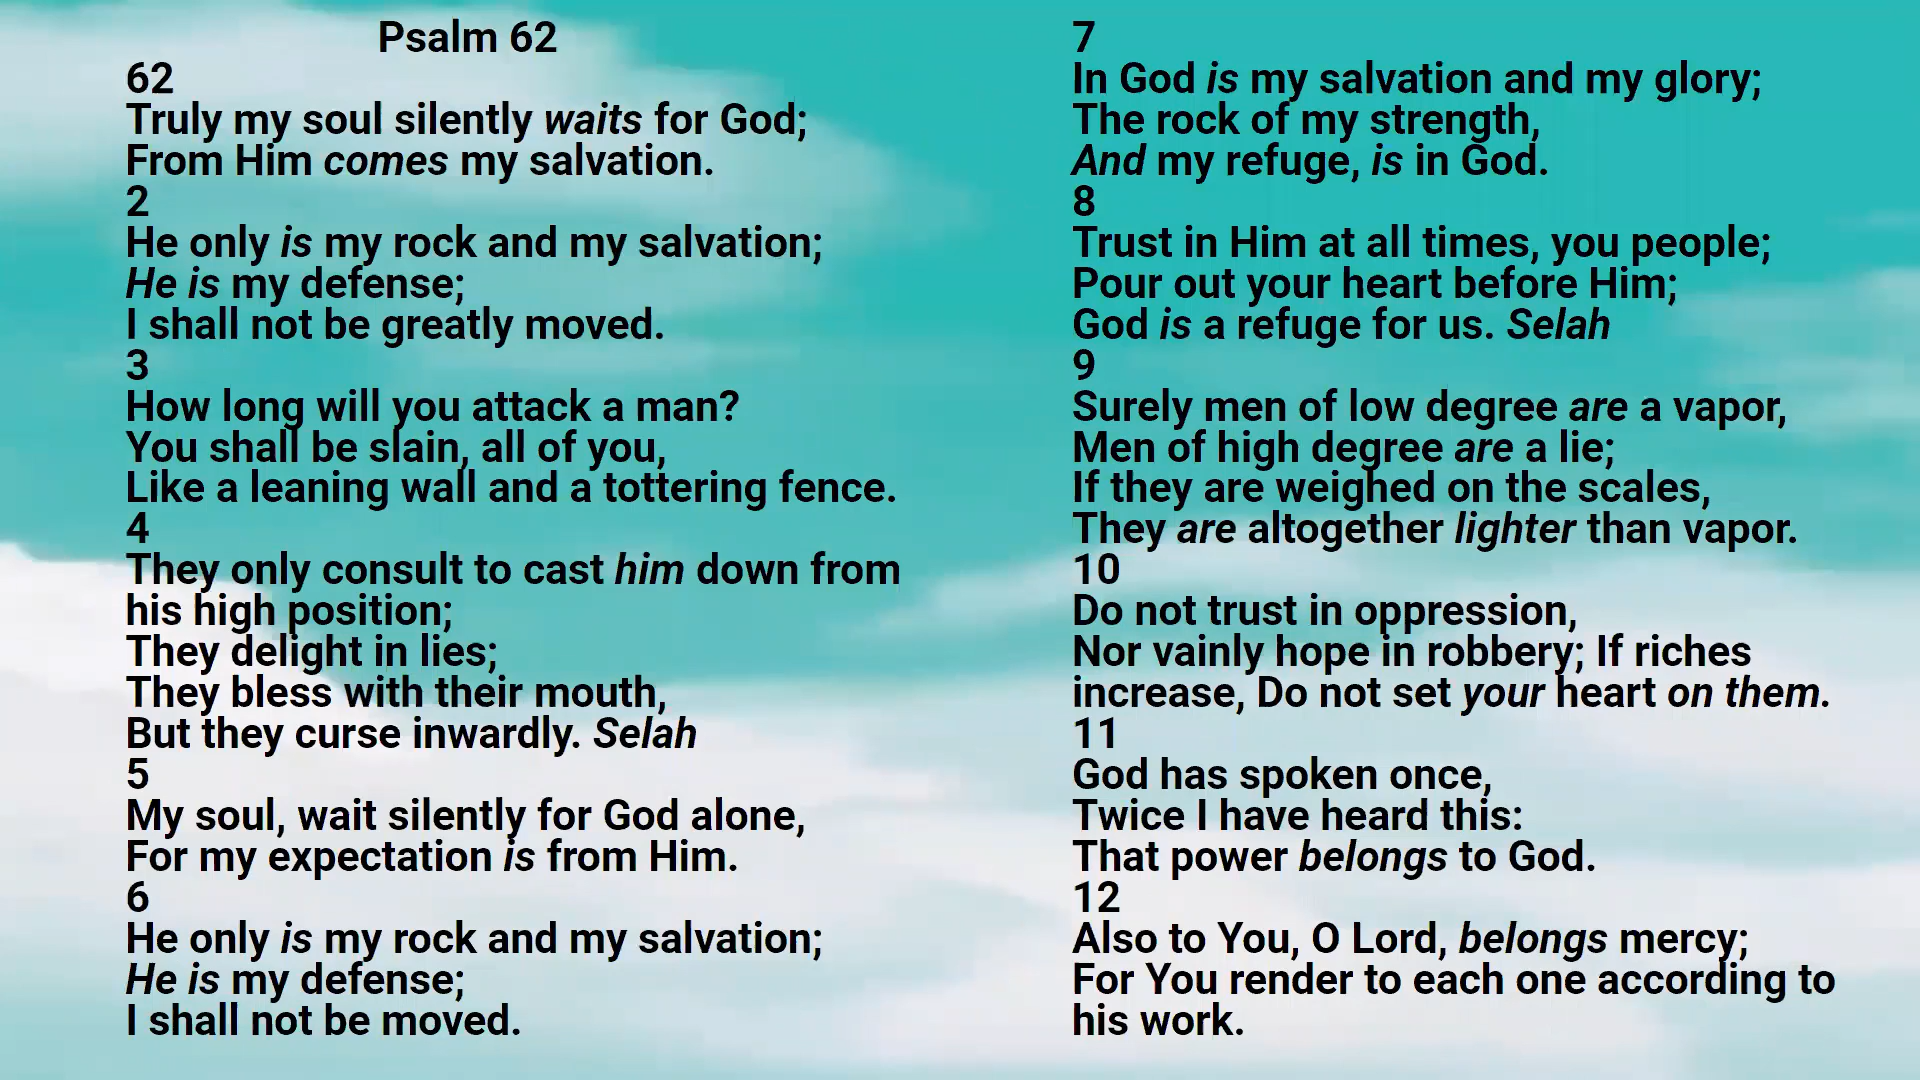 Psalm 62
62
Truly my soul silently waits for God;
From Him comes my salvation.
2
He only is my rock and my salvation;
He is my defense;
I shall not be greatly moved.
3
How long will you attack a man?
You shall be slain, all of you,
Like a leaning wall and a tottering fence.
4
They only consult to cast him down from
his high position;
They delight in lies;
They bless with their mouth,
But they curse inwardly. Selah
5
My soul, wait silently for God alone,
For my expectation is from Him.
6
He only is my rock and my salvation;
He is my defense;
I shall not be moved.
7
In God is my salvation and my glory;
The rock of my strength,
And my refuge, is in God.
8
Trust in Him at all times, you people;
Pour out your heart before Him;
God is a refuge for us. Selah
9
Surely men of low degree are a vapor,
Men of high degree are a lie;
If they are weighed on the scales,
They are altogether lighter than vapor.
10
Do not trust in oppression,
Nor vainly hope in robbery; If riches
increase, Do not set your heart on them.
11
God has spoken once,
Twice I have heard this:
That power belongs to God.
12
Also to You, O Lord, belongs mercy;
For You render to each one according to
his work.